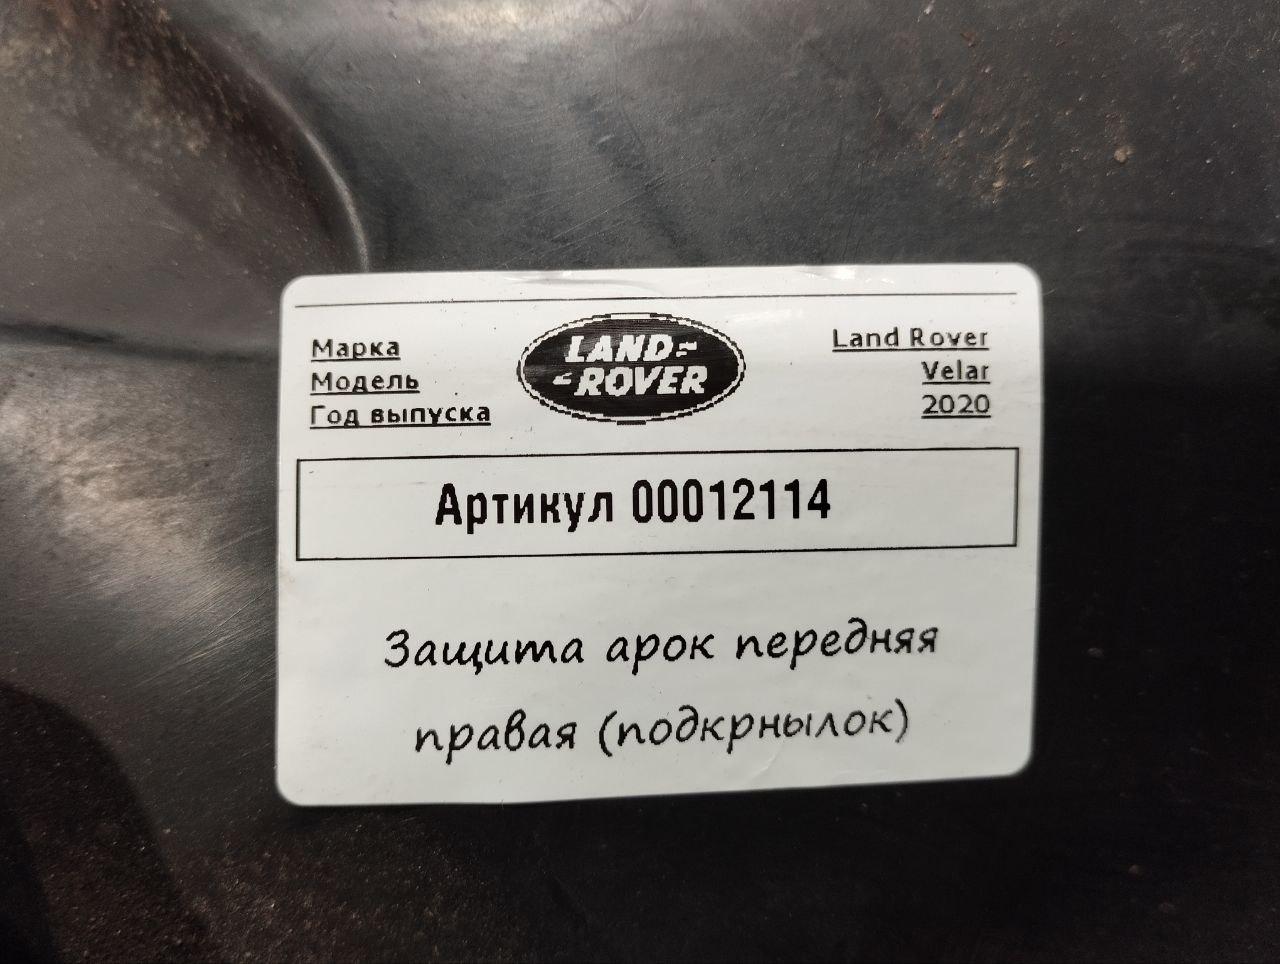 Марка Land Rover
Модель Velar
Год выпуска 2020
LAND-
-ROVER
Артикул 00012114
Защита арок передняя
правая (подкрнылок)